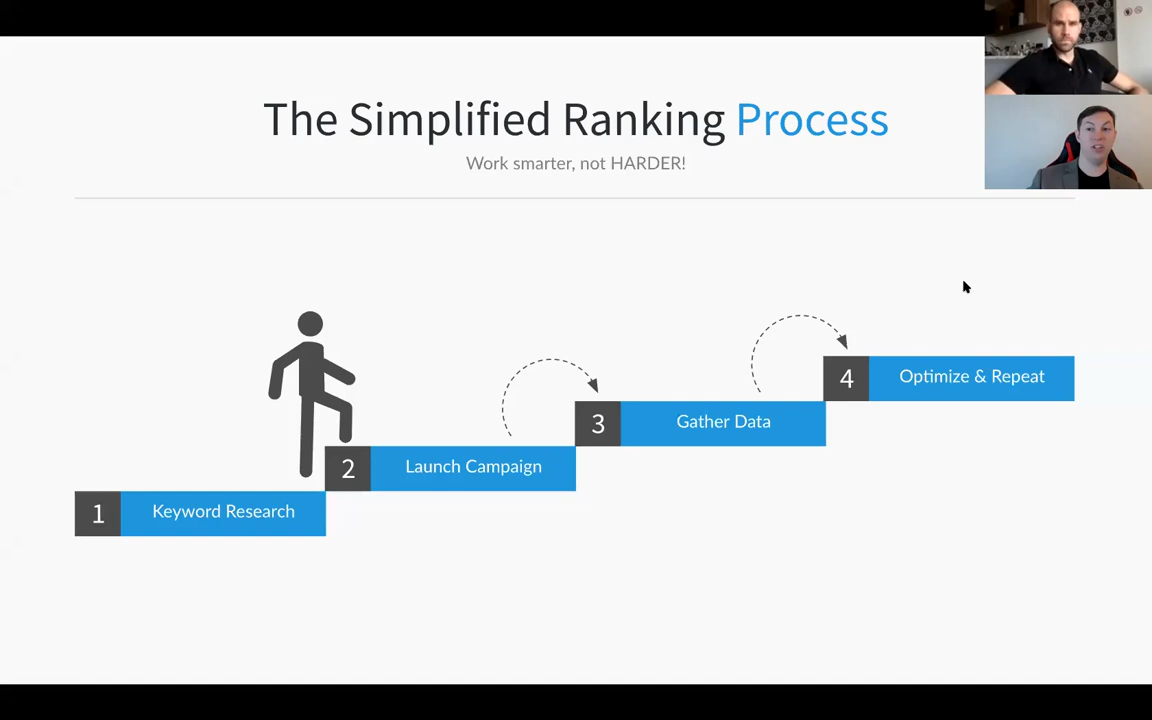 The Simplified Ranking Process
Work smarter, not HARDER!
1 Keyword Research
2 Launch Campaign
3 Gather Data
4 Optimize & Repeat